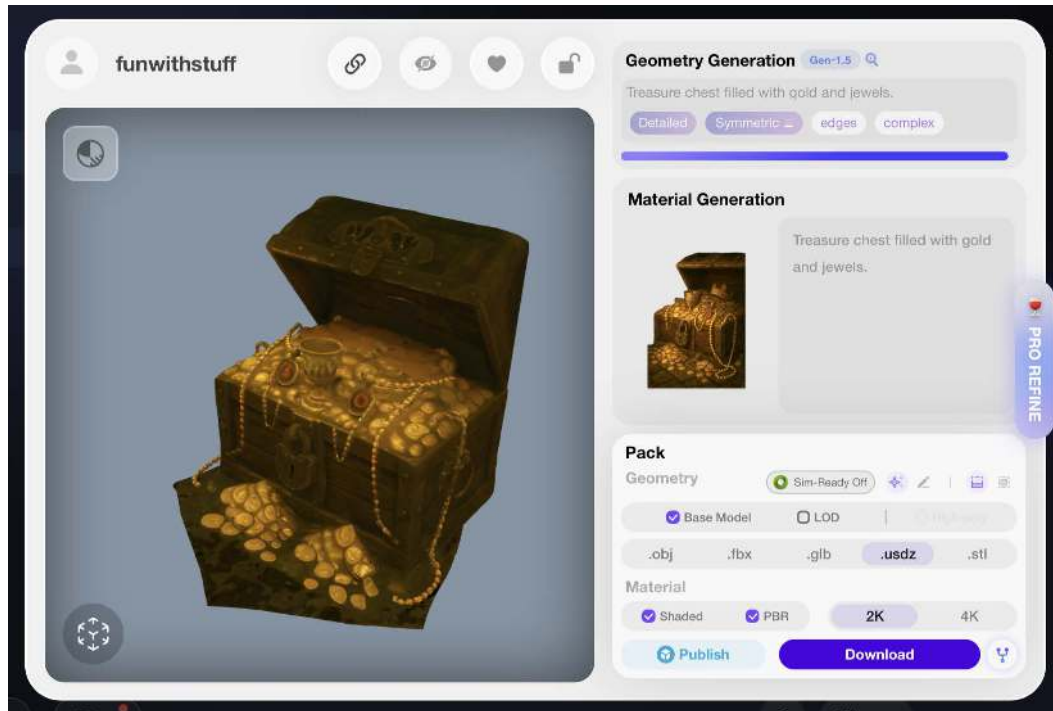 funwithstuff
Geometry Generation Gen-1.5
Treasure chest filled with gold and jewels.
Detailed Symmetric edges complex
Material Generation
Treasure chest filled with gold
and jewels.
PRO REFINE
Pack
Geometry Sim-Ready Off
Base Model LOD
.obj .fbx .glb .usdz .stl
Material
Shaded PBR 2K 4K
Publish Download